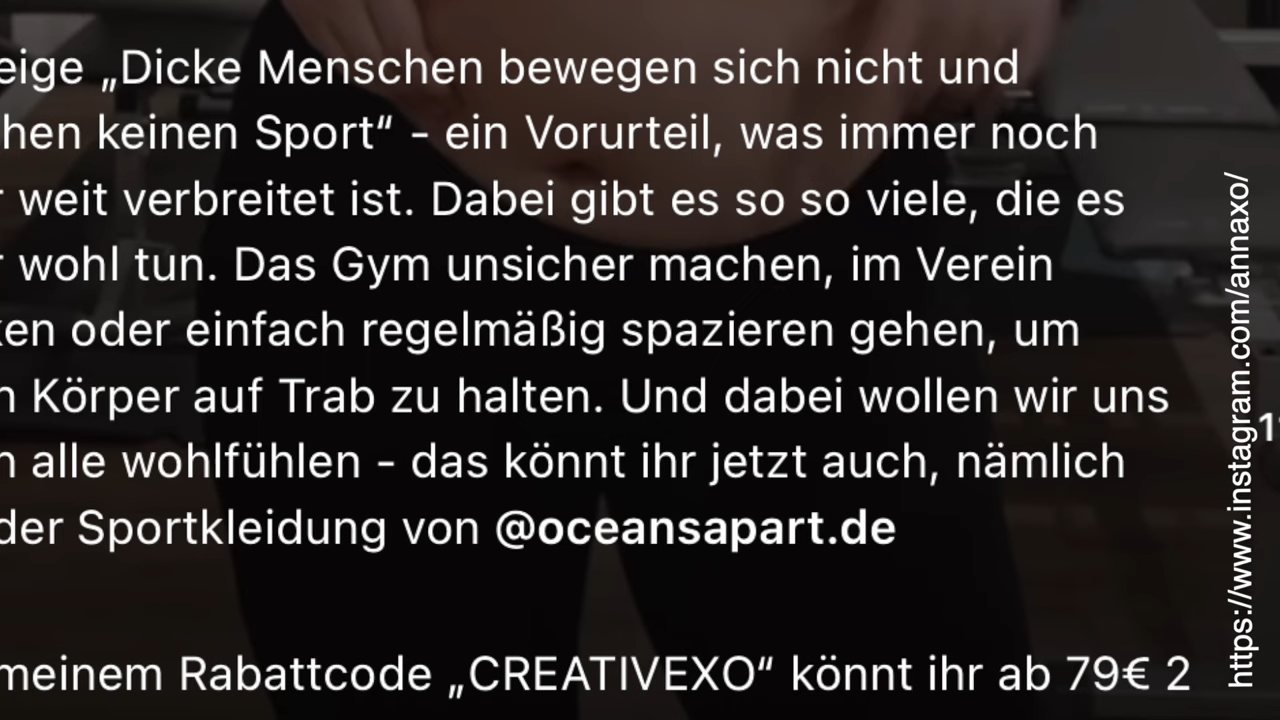 eige „Dicke Menschen bewegen sich nicht und
hen keinen Sport“ - ein Vorurteil, was immer noch
r weit verbreitet ist. Dabei gibt es so so viele, die es
r wohl tun. Das Gym unsicher machen, im Verein
ken oder einfach regelmäßig spazieren gehen, um
n Körper auf Trab zu halten. Und dabei wollen wir uns
n alle wohlfühlen - das könnt ihr jetzt auch, nämlich
der Sportkleidung von @oceansapart.de
meinem Rabattcode „CREATIVEXO“ könnt ihr ab 79€ 2
https://www.instagram.com/annaxo/